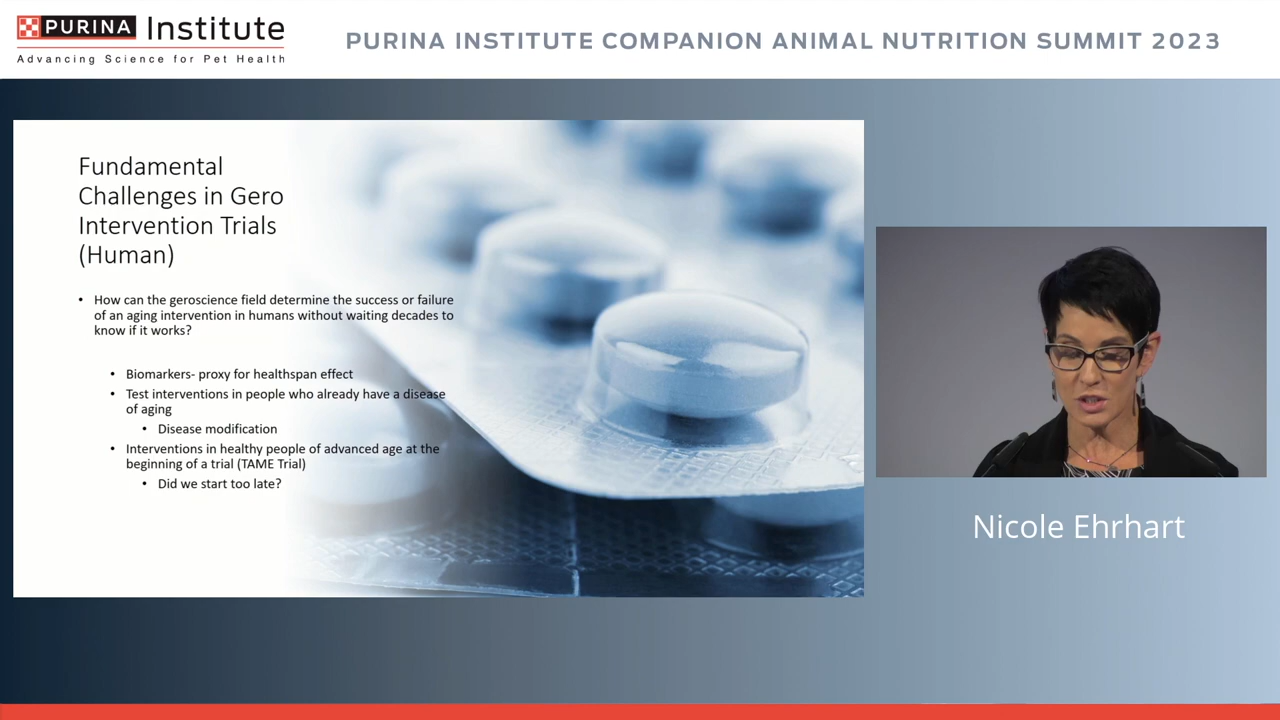 PURINA Institute
Advancing Science for Pet Health
PURINA INSTITUTE COMPANION ANIMAL NUTRITION SUMMIT 2023
Fundamental
Challenges in Gero
Intervention Trials
(Human)
• How can the geroscience field determine the success or failure
of an aging intervention in humans without waiting decades to
know if it works?
• Biomarkers- proxy for healthspan effect
• Test interventions in people who already have a disease
of aging
• Disease modification
• Interventions in healthy people of advanced age at the
beginning of a trial (TAME Trial)
• Did we start too late?
Nicole Ehrhart